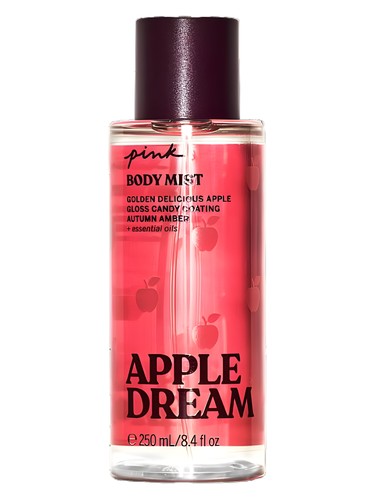 pink
BODY MIST
GOLDEN DELICIOUS APPLE
GLOSS CANDY COATING
AUTUMN AMBER
+ essential oils
APPLE
DREAM
℮ 250 mL/8.4 fl oz